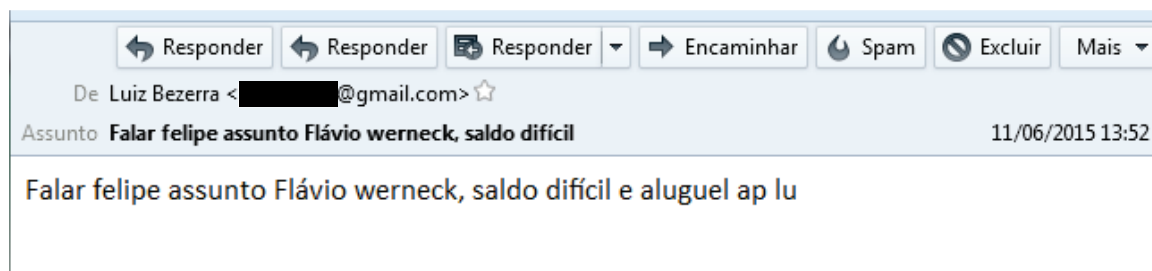 Responder Responder Responder Encaminhar Spam Excluir Mais
De Luiz Bezerra < @gmail.com>
Assunto Falar felipe assunto Flávio werneck, saldo difícil 11/06/2015 13:52
Falar felipe assunto Flávio werneck, saldo difícil e aluguel ap lu